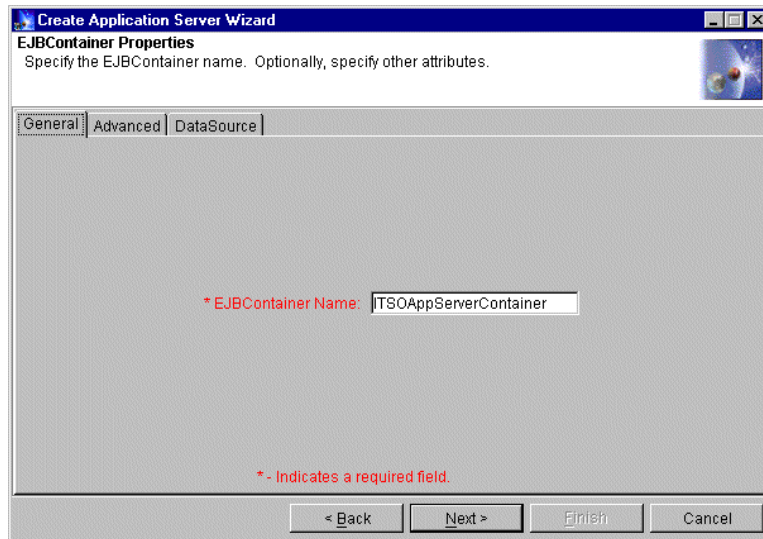 Create Application Server Wizard
EJBContainer Properties
Specify the EJBContainer name. Optionally, specify other attributes.
General Advanced DataSource
* EJBContainer Name: ITSOAppServerContainer
* - Indicates a required field.
< Back Next > Finish Cancel